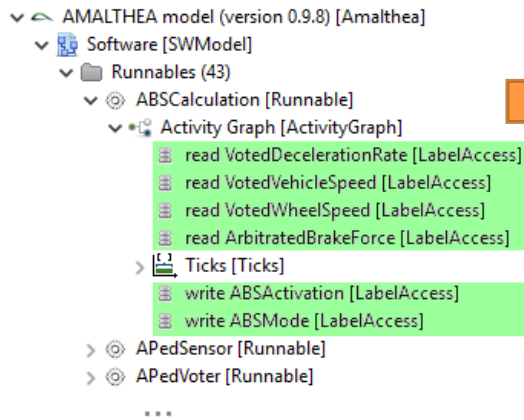 AMALTHEA model (version 0.9.8) [Amalthea]
Software [SWModel]
Runnables (43)
ABSCalculation [Runnable]
Activity Graph [ActivityGraph]
read VotedDecelerationRate [LabelAccess]
read VotedVehicleSpeed [LabelAccess]
read VotedWheelSpeed [LabelAccess]
read ArbitratedBrakeForce [LabelAccess]
Ticks [Ticks]
write ABSActivation [LabelAccess]
write ABSMode [LabelAccess]
APedSensor [Runnable]
APedVoter [Runnable]
...